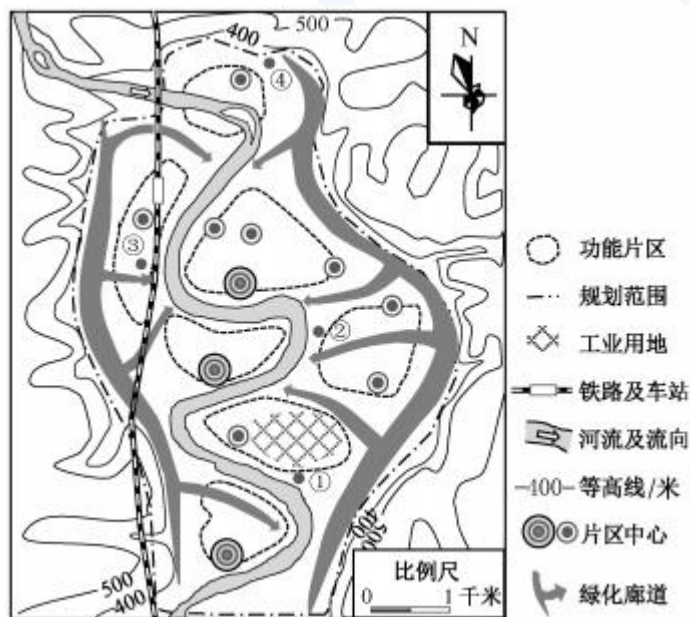 400
500
N
④
③
②
①
400
500
500
400
比例尺
0 1 千米
功能片区
规划范围
工业用地
铁路及车站
河流及流向
-400- 等高线/米
片区中心
绿化廊道